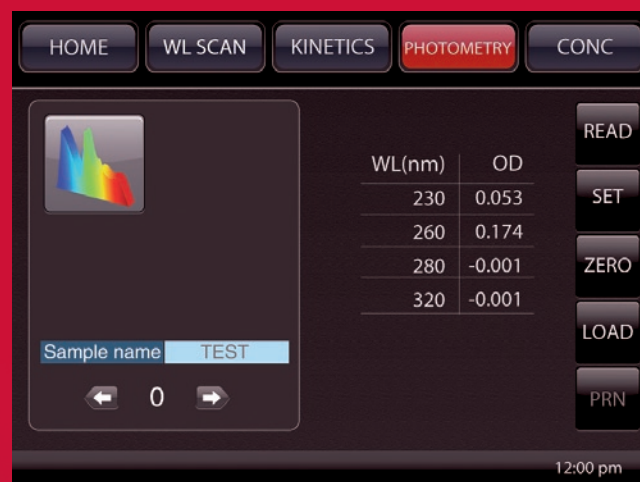 HOME WL SCAN KINETICS PHOTOMETRY CONC
READ
WL(nm) OD
230 0.053
SET
260 0.174
280 -0.001
ZERO
320 -0.001
LOAD
Sample name TEST
0
PRN
12:00 pm